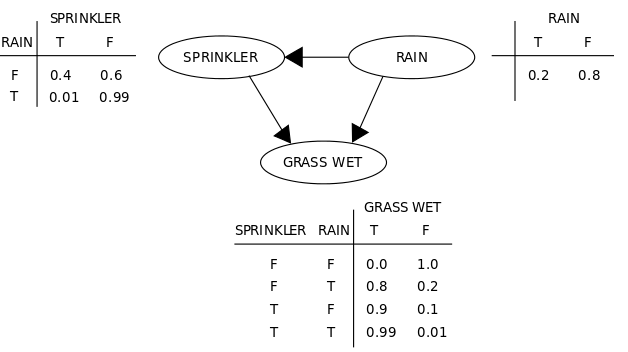 SPRINKLER
RAIN T F
F 0.4 0.6
T 0.01 0.99
SPRINKLER
RAIN
RAIN
T F
0.2 0.8
GRASS WET
GRASS WET
SPRINKLER RAIN T F
F F 0.0 1.0
F T 0.8 0.2
T F 0.9 0.1
T T 0.99 0.01